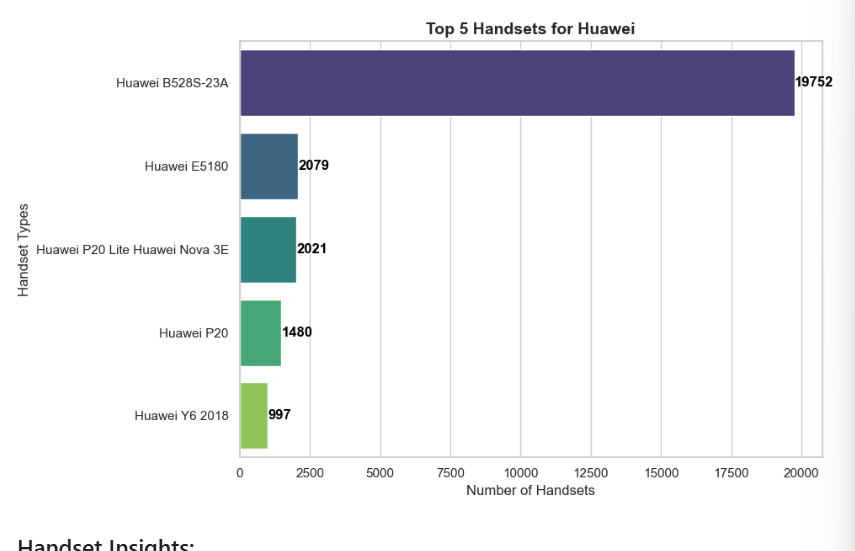 Top 5 Handsets for Huawei
Huawei B528S-23A
19752
Huawei E5180
2079
Huawei P20 Lite Huawei Nova 3E
2021
Huawei P20
1480
Huawei Y6 2018
997
Handset Types
0 2500 5000 7500 10000 12500 15000 17500 20000
Number of Handsets
Handset Insights: